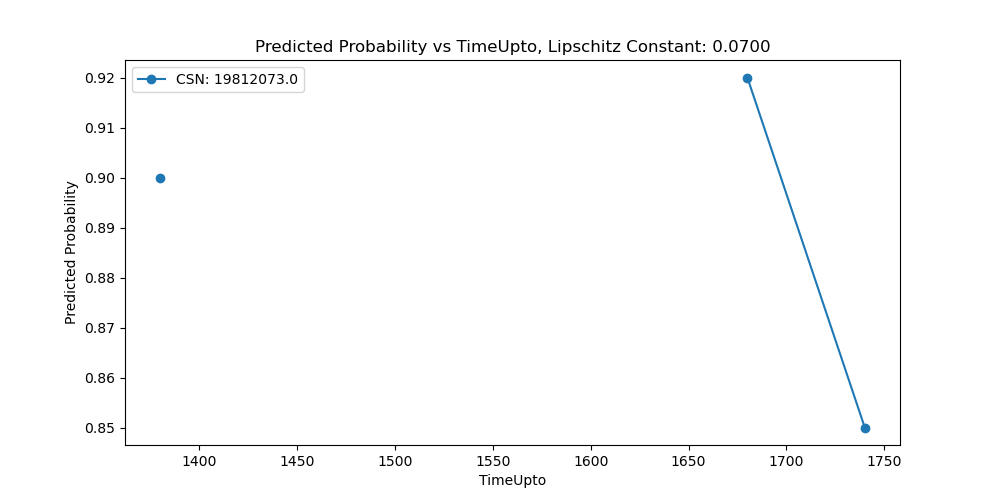 Predicted Probability vs TimeUpto, Lipschitz Constant: 0.0700
CSN: 19812073.0
Predicted Probability
0.92
0.91
0.90
0.89
0.88
0.87
0.86
0.85
1400 1450 1500 1550 1600 1650 1700 1750
TimeUpto